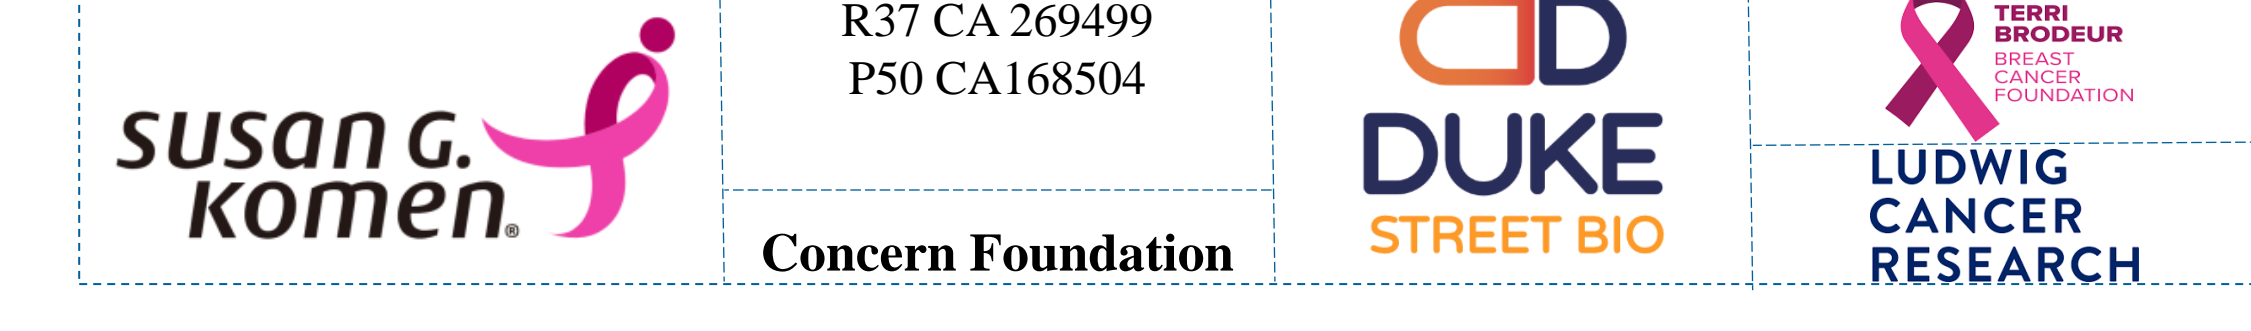 susan G.
komen®
R37 CA 269499
P50 CA168504
Concern Foundation
DUKE
STREET BIO
TERRI
BRODEUR
BREAST
CANCER
FOUNDATION
LUDWIG
CANCER
RESEARCH